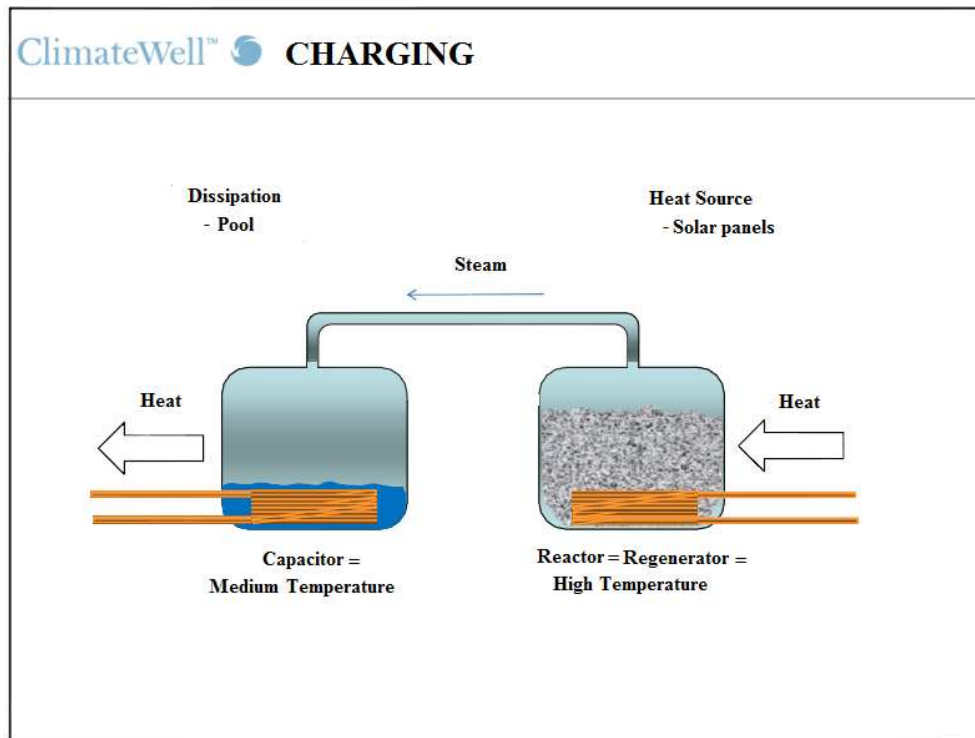 ClimateWell™ CHARGING
Dissipation
- Pool
Heat Source
- Solar panels
Steam
Heat
Heat
Capacitor =
Medium Temperature
Reactor = Regenerator =
High Temperature